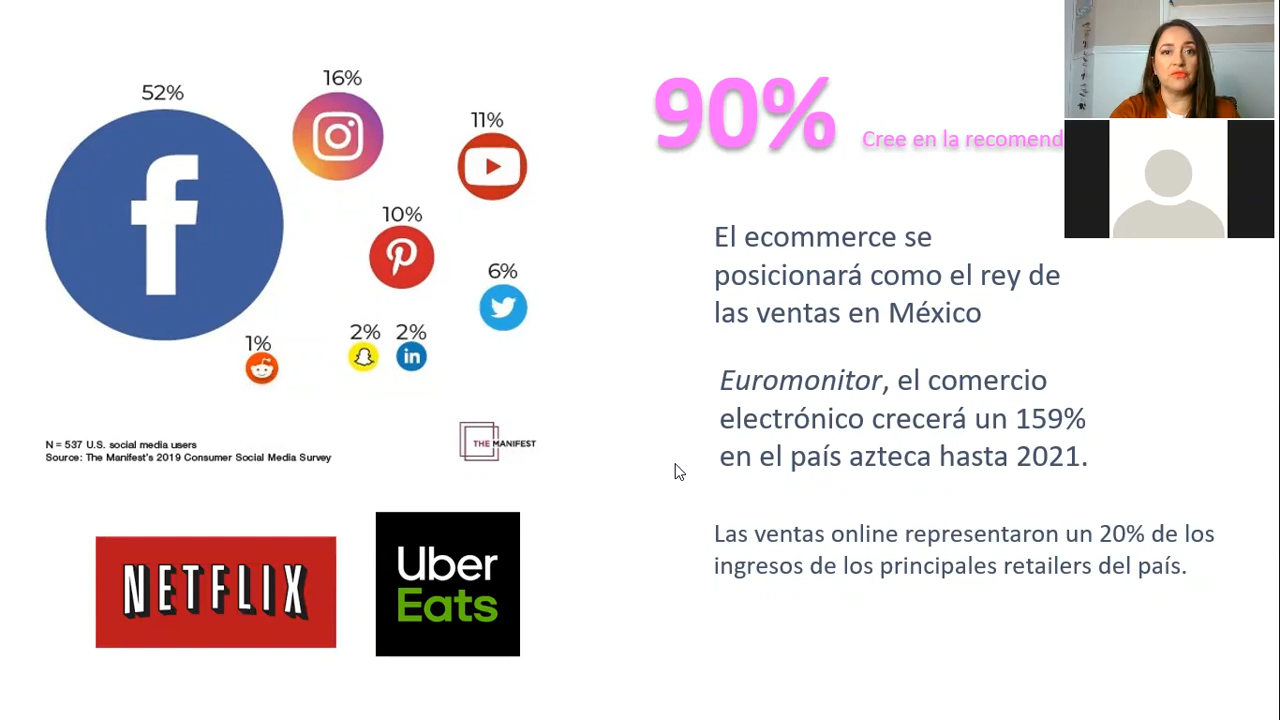 52%
16%
11%
10%
6%
1%
2%
2%
N = 537 U.S. social media users
Source: The Manifest's 2019 Consumer Social Media Survey
THE MANIFEST
NETFLIX
Uber
Eats
90%
Cree en la recomend
El ecommerce se
posicionará como el rey de
las ventas en México
Euromonitor, el comercio
electrónico crecerá un 159%
en el país azteca hasta 2021.
Las ventas online representaron un 20% de los
ingresos de los principales retailers del país.